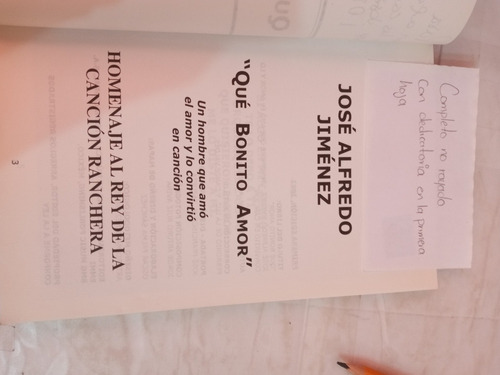 JOSÉ ALFREDO
JIMÉNEZ
"QUÉ BONITO AMOR"
Un hombre que amó
el amor y lo convirtió
en canción
HOMENAJE AL REY DE LA
CANCIÓN RANCHERA
3
Completo no rayado
Con dedicatoria en la primera
hoja